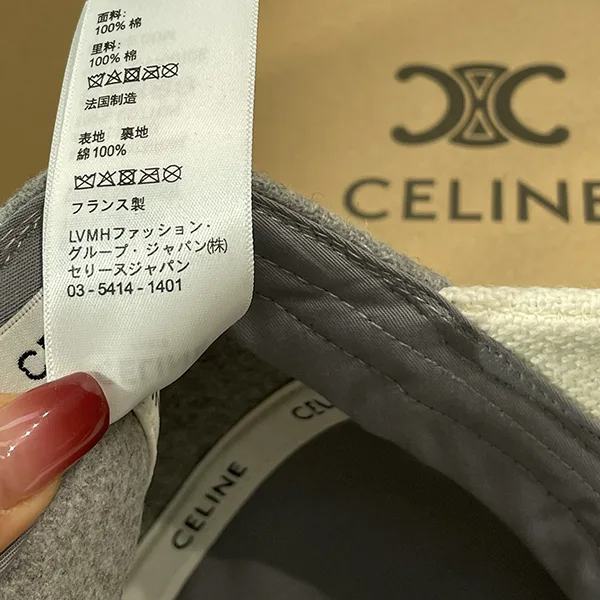 面料:
100% 棉
里料:
100% 棉
法国制造
表地 裏地
綿100%
フランス製
LVMHファッション・
グループ・ジャパン㈱
セリーヌジャパン
03-5414-1401
CELINE
CELINE